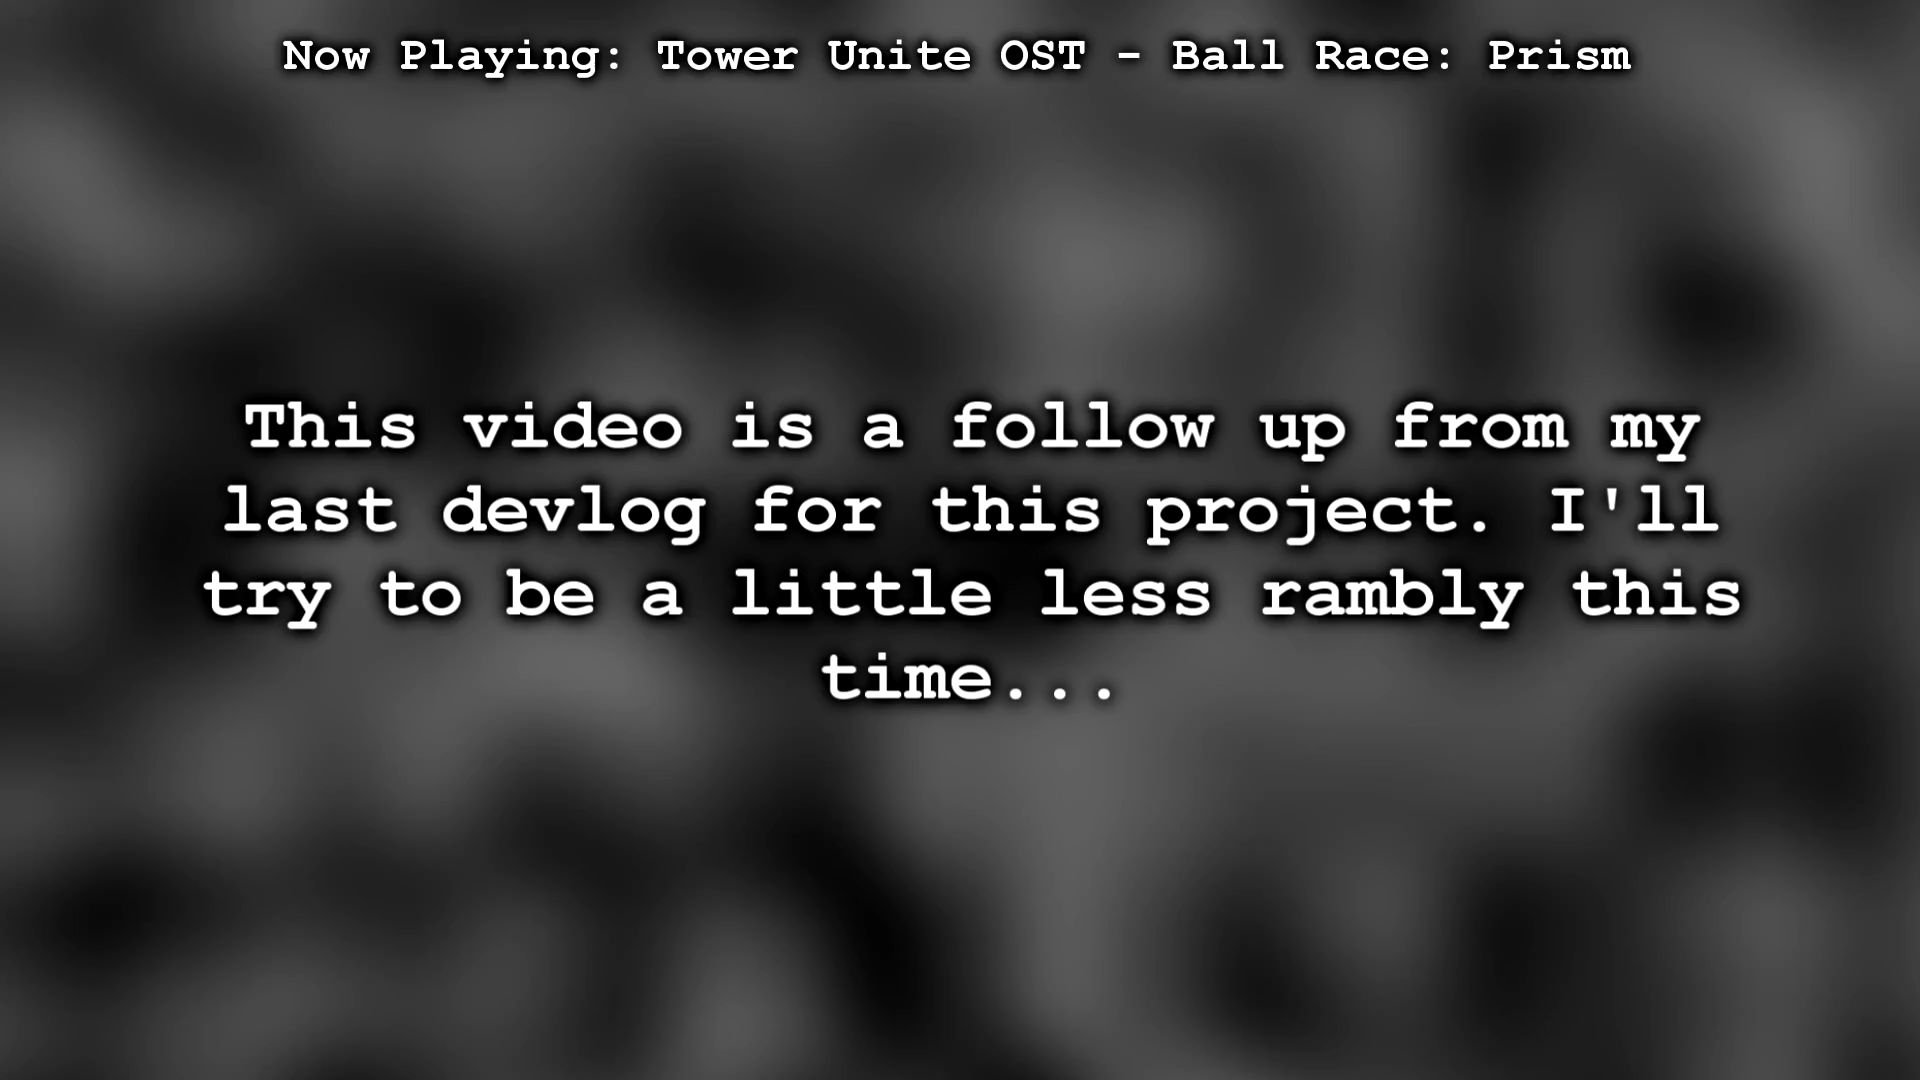 Now Playing: Tower Unite OST - Ball Race: Prism
This video is a follow up from my
last devlog for this project. I'll
try to be a little less rambly this
time...